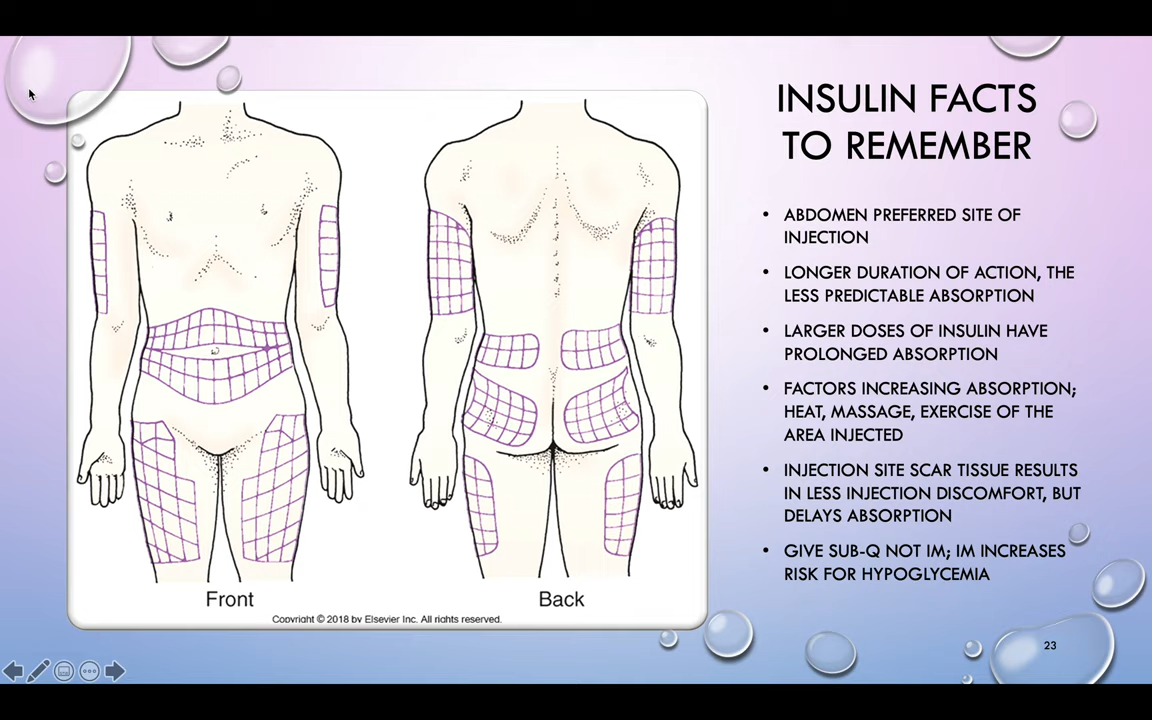 INSULIN FACTS
TO REMEMBER
• ABDOMEN PREFERRED SITE OF
INJECTION
• LONGER DURATION OF ACTION, THE
LESS PREDICTABLE ABSORPTION
• LARGER DOSES OF INSULIN HAVE
PROLONGED ABSORPTION
• FACTORS INCREASING ABSORPTION;
HEAT, MASSAGE, EXERCISE OF THE
AREA INJECTED
• INJECTION SITE SCAR TISSUE RESULTS
IN LESS INJECTION DISCOMFORT, BUT
DELAYS ABSORPTION
• GIVE SUB-Q NOT IM; IM INCREASES
RISK FOR HYPOGLYCEMIA
Front
Back
Copyright © 2018 by Elsevier Inc. All rights reserved.
23